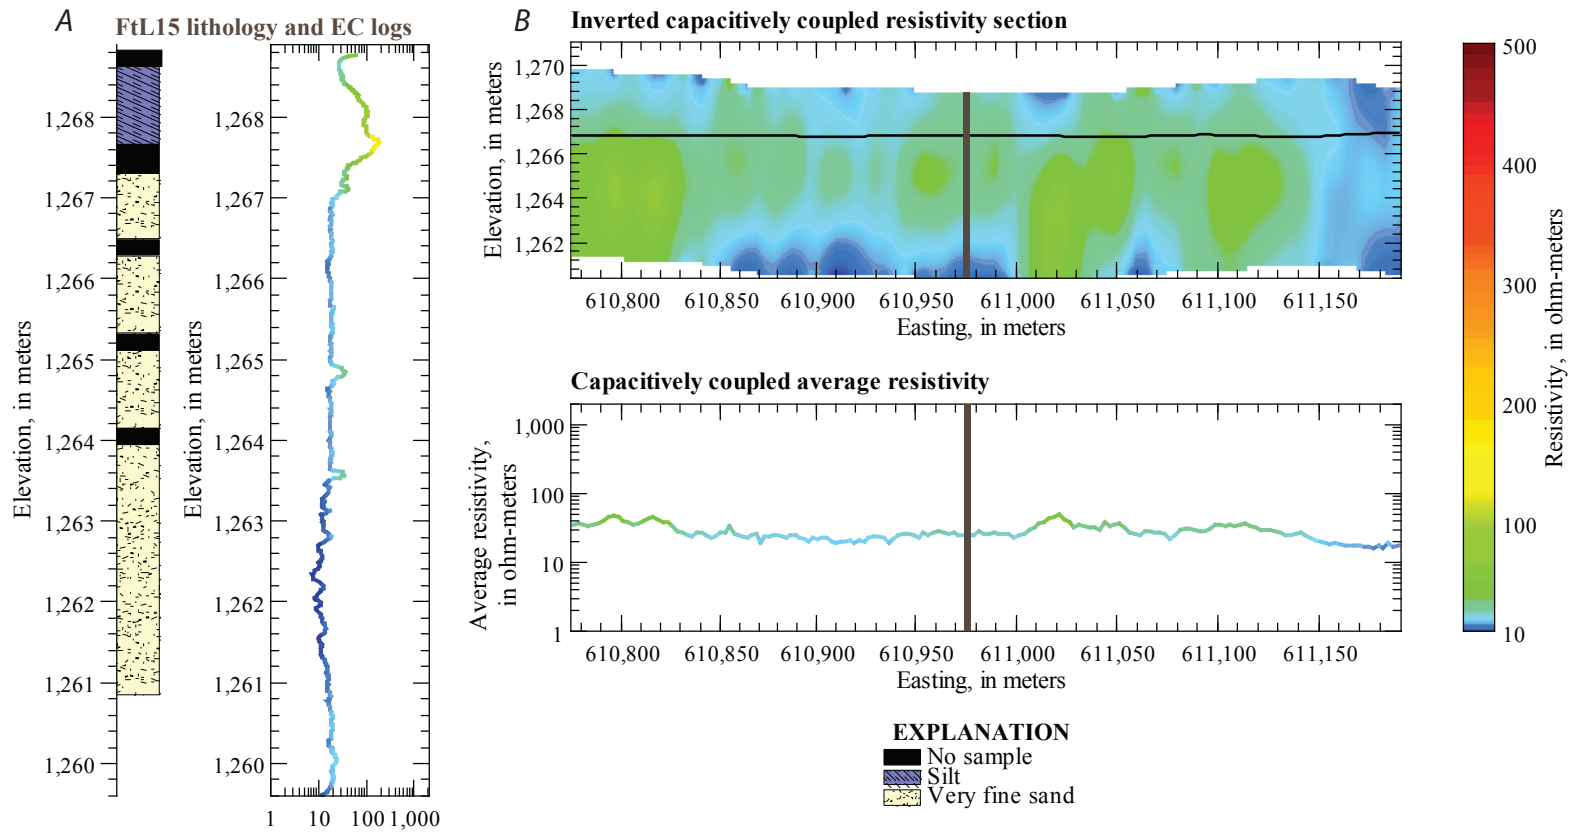 A
FtL15 lithology and EC logs
Elevation, in meters
1,268
1,267
1,266
1,265
1,264
1,263
1,262
1,261
1,260
Elevation, in meters
1,268
1,267
1,266
1,265
1,264
1,263
1,262
1,261
1,260
1 10 100 1,000
B
Inverted capacitively coupled resistivity section
Elevation, in meters
1,270
1,268
1,266
1,264
1,262
610,800 610,850 610,900 610,950 611,000 611,050 611,100 611,150
Easting, in meters
Capacitively coupled average resistivity
Average resistivity,
in ohm-meters
1,000
100
10
1
610,800 610,850 610,900 610,950 611,000 611,050 611,100 611,150
Easting, in meters
EXPLANATION
No sample
Silt
Very fine sand
500
400
300
200
100
10
Resistivity, in ohm-meters